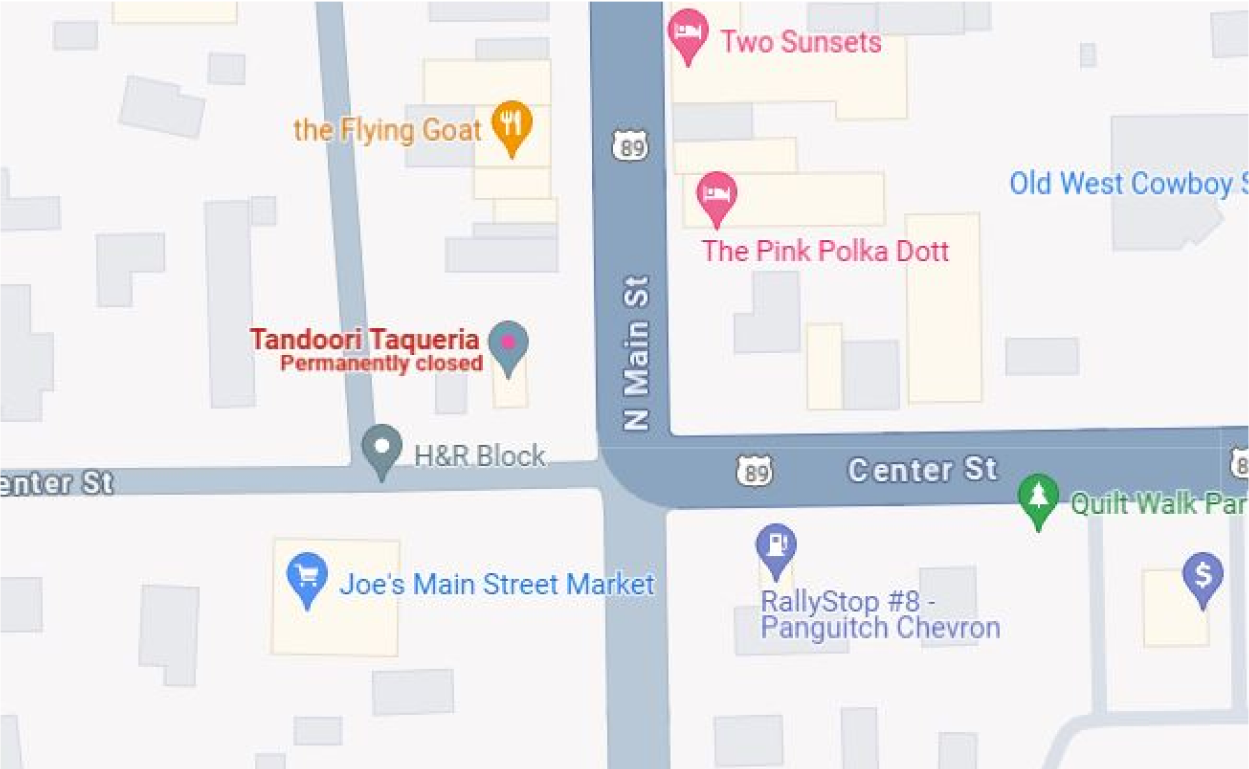 Two Sunsets
the Flying Goat
89
Old West Cowboy S
The Pink Polka Dott
N Main St
Tandoori Taqueria
Permanently closed
H&R Block
enter St
89
Center St
8
Quilt Walk Par
$
Joe's Main Street Market
RallyStop #8 -
Panguitch Chevron